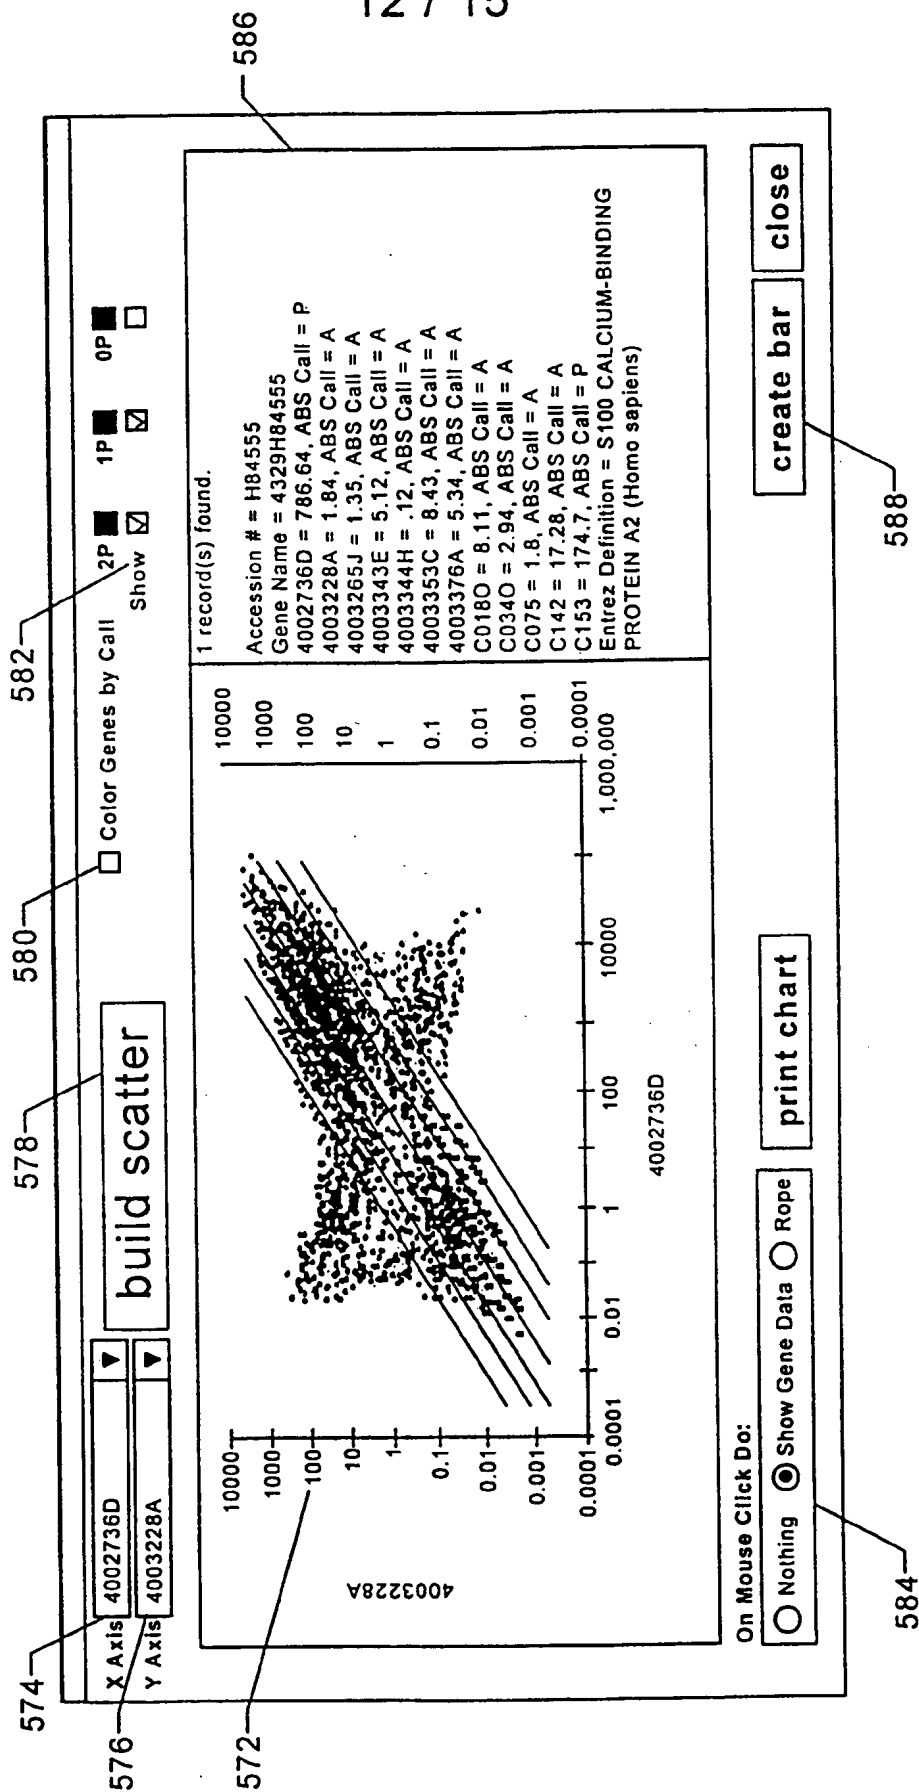 12 / 15
574
576
578
580
582
586
X Axis 4002736D
Y Axis 4003228A
build scatter
Color Genes by Call 2P 1P 0P
Show
1 record(s) found.
Accession # = H84555
Gene Name = 4329H84555
4002736D = 786.64, ABS Call = P
4003228A = 1.84, ABS Call = A
4003265J = 1.35, ABS Call = A
4003343E = 5.12, ABS Call = A
4003344H = .12, ABS Call = A
4003353C = 8.43, ABS Call = A
4003376A = 5.34, ABS Call = A
C018O = 8.11, ABS Call = A
C034O = 2.94, ABS Call = A
C075 = 1.8, ABS Call = A
C142 = 17.28, ABS Call = A
C153 = 174.7, ABS Call = P
Entrez Definition = S100 CALCIUM-BINDING
PROTEIN A2 (Homo sapiens)
572
4003228A
10000
1000
100
10
1
0.1
0.01
0.001
0.0001
10000
1000
100
10
1
0.1
0.01
0.001
0.0001
0.0001 0.01 1 100 10000 1,000,000
4002736D
On Mouse Click Do:
Nothing Show Gene Data Rope
print chart
create bar
close
584
588